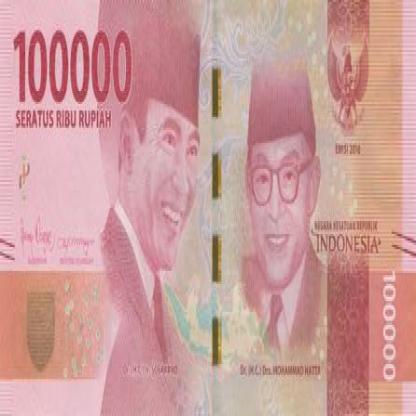 100000
SERATUS RIBU RUPIAH
EMISI 2016
NEGARA KESATUAN REPUBLIK
INDONESIA
Dr. (H.C.) Ir. SOEKARNO
Dr. (H.C.) Drs. MOHAMMAD HATTA
100000